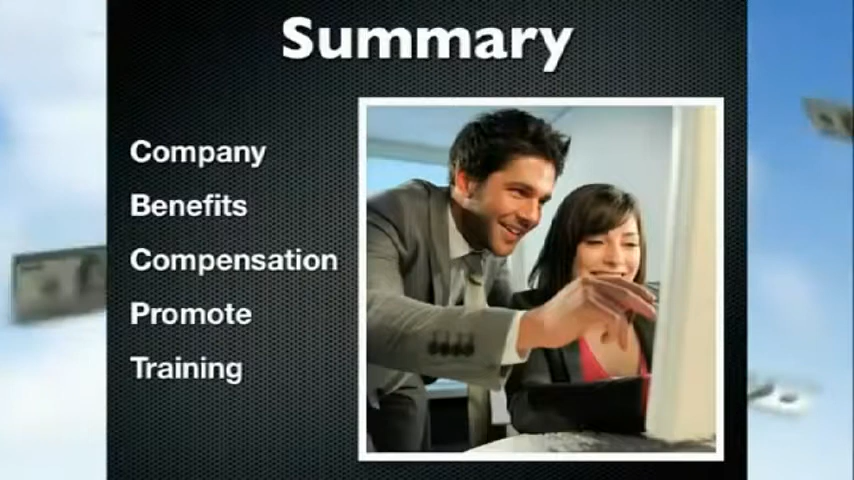 Summary
Company
Benefits
Compensation
Promote
Training